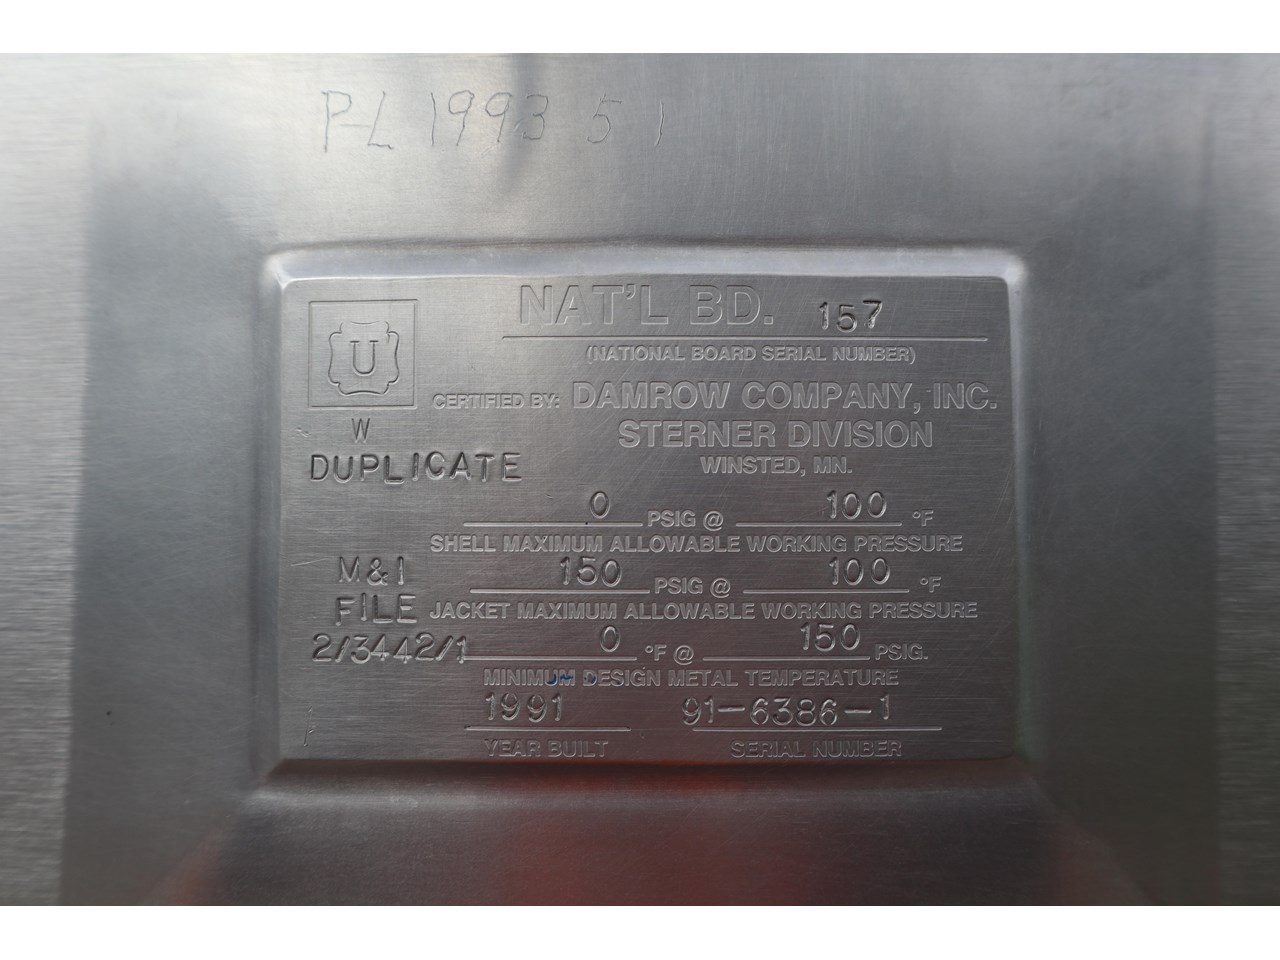 P-L 1993 5 1
NAT'L BD. 157
(NATIONAL BOARD SERIAL NUMBER)
U
W
CERTIFIED BY: DAMROW COMPANY, INC.
STERNER DIVISION
WINSTED, MN.
DUPLICATE
0 PSIG @ 100 °F
SHELL MAXIMUM ALLOWABLE WORKING PRESSURE
M&I
FILE
2/3442/1
150 PSIG @ 100 °F
JACKET MAXIMUM ALLOWABLE WORKING PRESSURE
0 °F @ 150 PSIG.
MINIMUM DESIGN METAL TEMPERATURE
1991 91-6386-1
YEAR BUILT SERIAL NUMBER